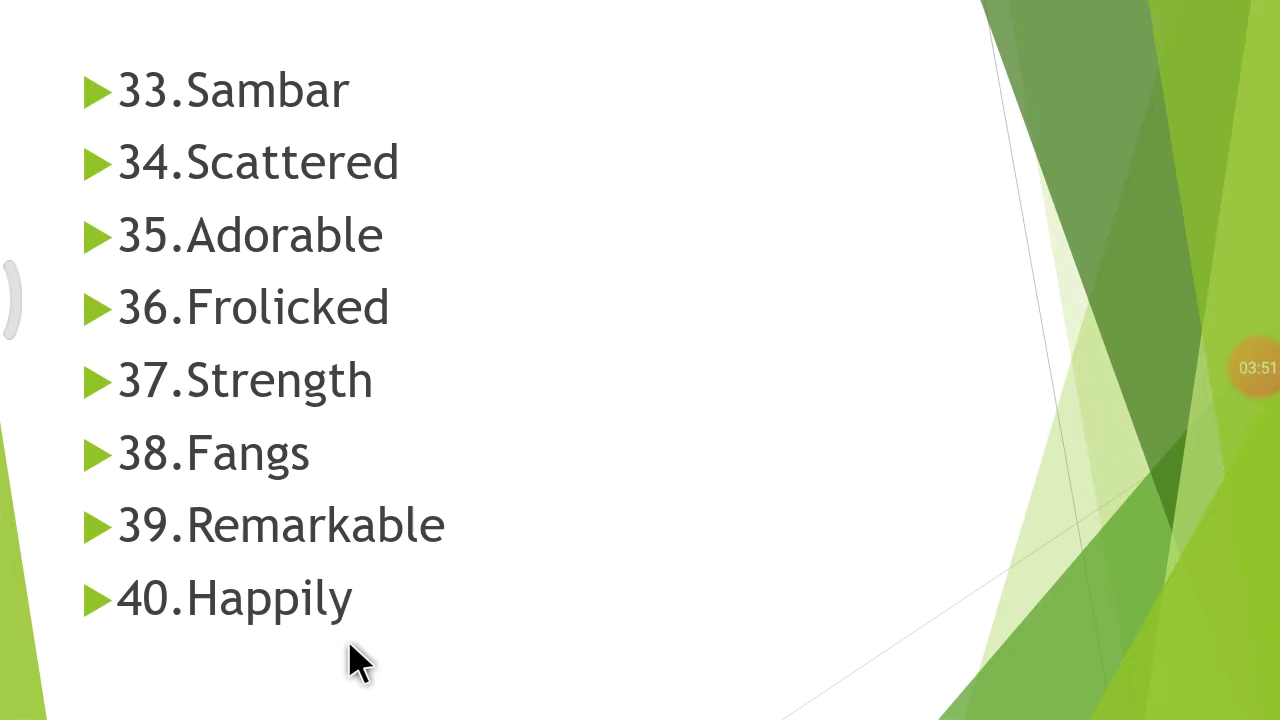 33.Sambar
34.Scattered
35.Adorable
36.Frolicked
37.Strength
38.Fangs
39.Remarkable
40.Happily
03:51